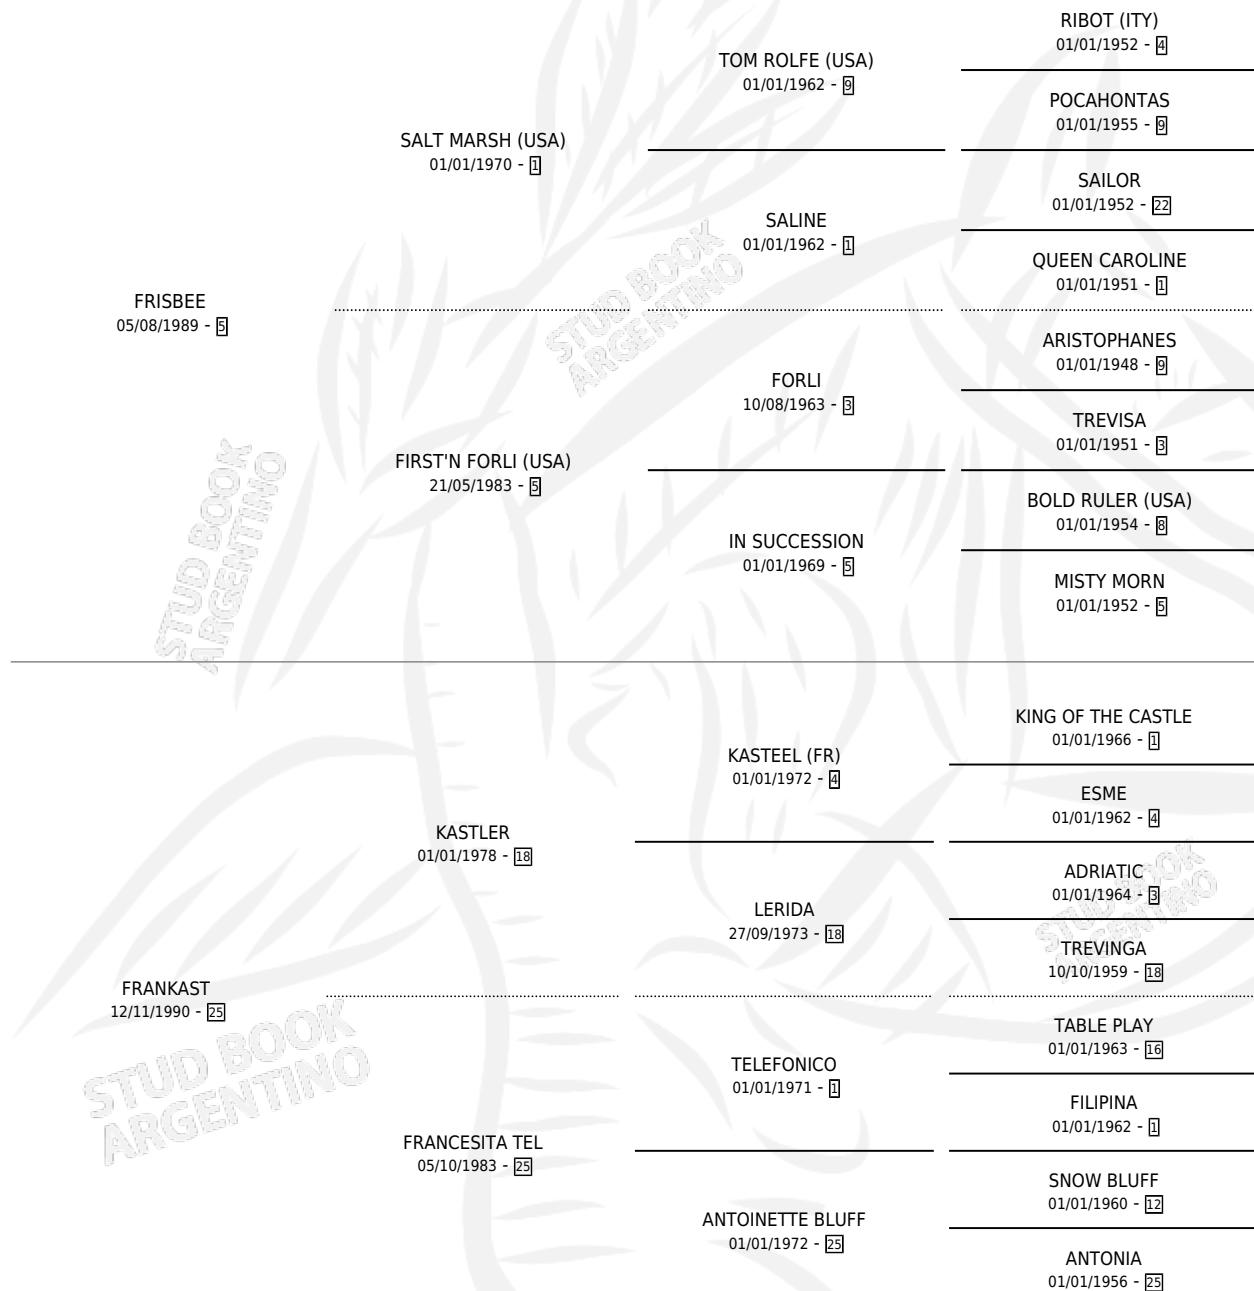 RIBOT (ITY)
01/01/1952 - 4
TOM ROLFE (USA)
01/01/1962 - 9
POCAHONTAS
01/01/1955 - 9
SALT MARSH (USA)
01/01/1970 - 1
SAILOR
01/01/1952 - 22
SALINE
01/01/1962 - 1
QUEEN CAROLINE
01/01/1951 - 1
FRISBEE
05/08/1989 - 5
STUD BOOK
ARGENTINO
ARISTOPHANES
01/01/1948 - 9
FORLI
10/08/1963 - 3
TREVISA
01/01/1951 - 3
FIRST'N FORLI (USA)
21/05/1983 - 5
BOLD RULER (USA)
01/01/1954 - 8
IN SUCCESSION
01/01/1969 - 5
MISTY MORN
01/01/1952 - 5
STUD BOOK
ARGENTINO
KING OF THE CASTLE
01/01/1966 - 1
KASTEEL (FR)
01/01/1972 - 4
ESME
01/01/1962 - 4
KASTLER
01/01/1978 - 18
ADRIATIC
01/01/1964 - 3
LERIDA
27/09/1973 - 18
TREVINGA
10/10/1959 - 18
STUD BOOK
ARGENTINO
FRANKAST
12/11/1990 - 25
TABLE PLAY
01/01/1963 - 16
TELEFONICO
01/01/1971 - 1
FILIPINA
01/01/1962 - 1
STUD BOOK
ARGENTINO
FRANCESITA TEL
05/10/1983 - 25
SNOW BLUFF
01/01/1960 - 12
ANTOINETTE BLUFF
01/01/1972 - 25
ANTONIA
01/01/1956 - 25